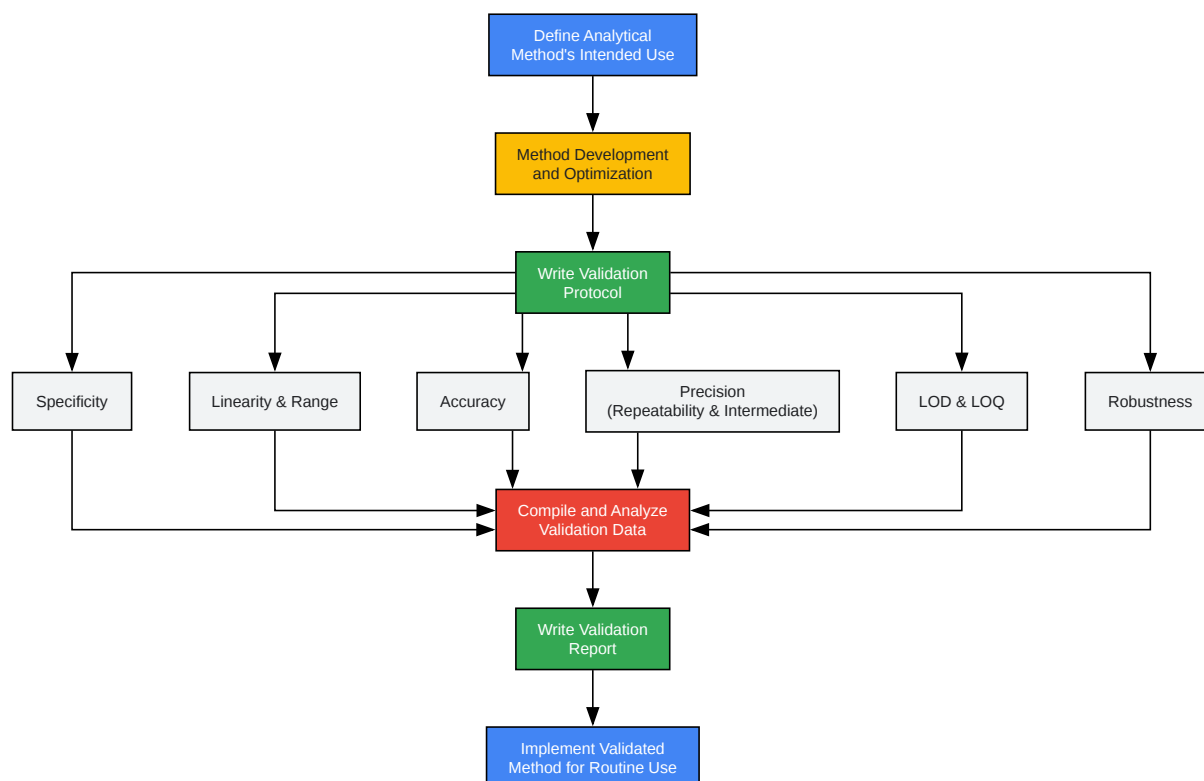 Define Analytical
Method's Intended Use
Method Development
and Optimization
Write Validation
Protocol
Specificity
Linearity & Range
Accuracy
Precision
(Repeatability & Intermediate)
LOD & LOQ
Robustness
Compile and Analyze
Validation Data
Write Validation
Report
Implement Validated
Method for Routine Use